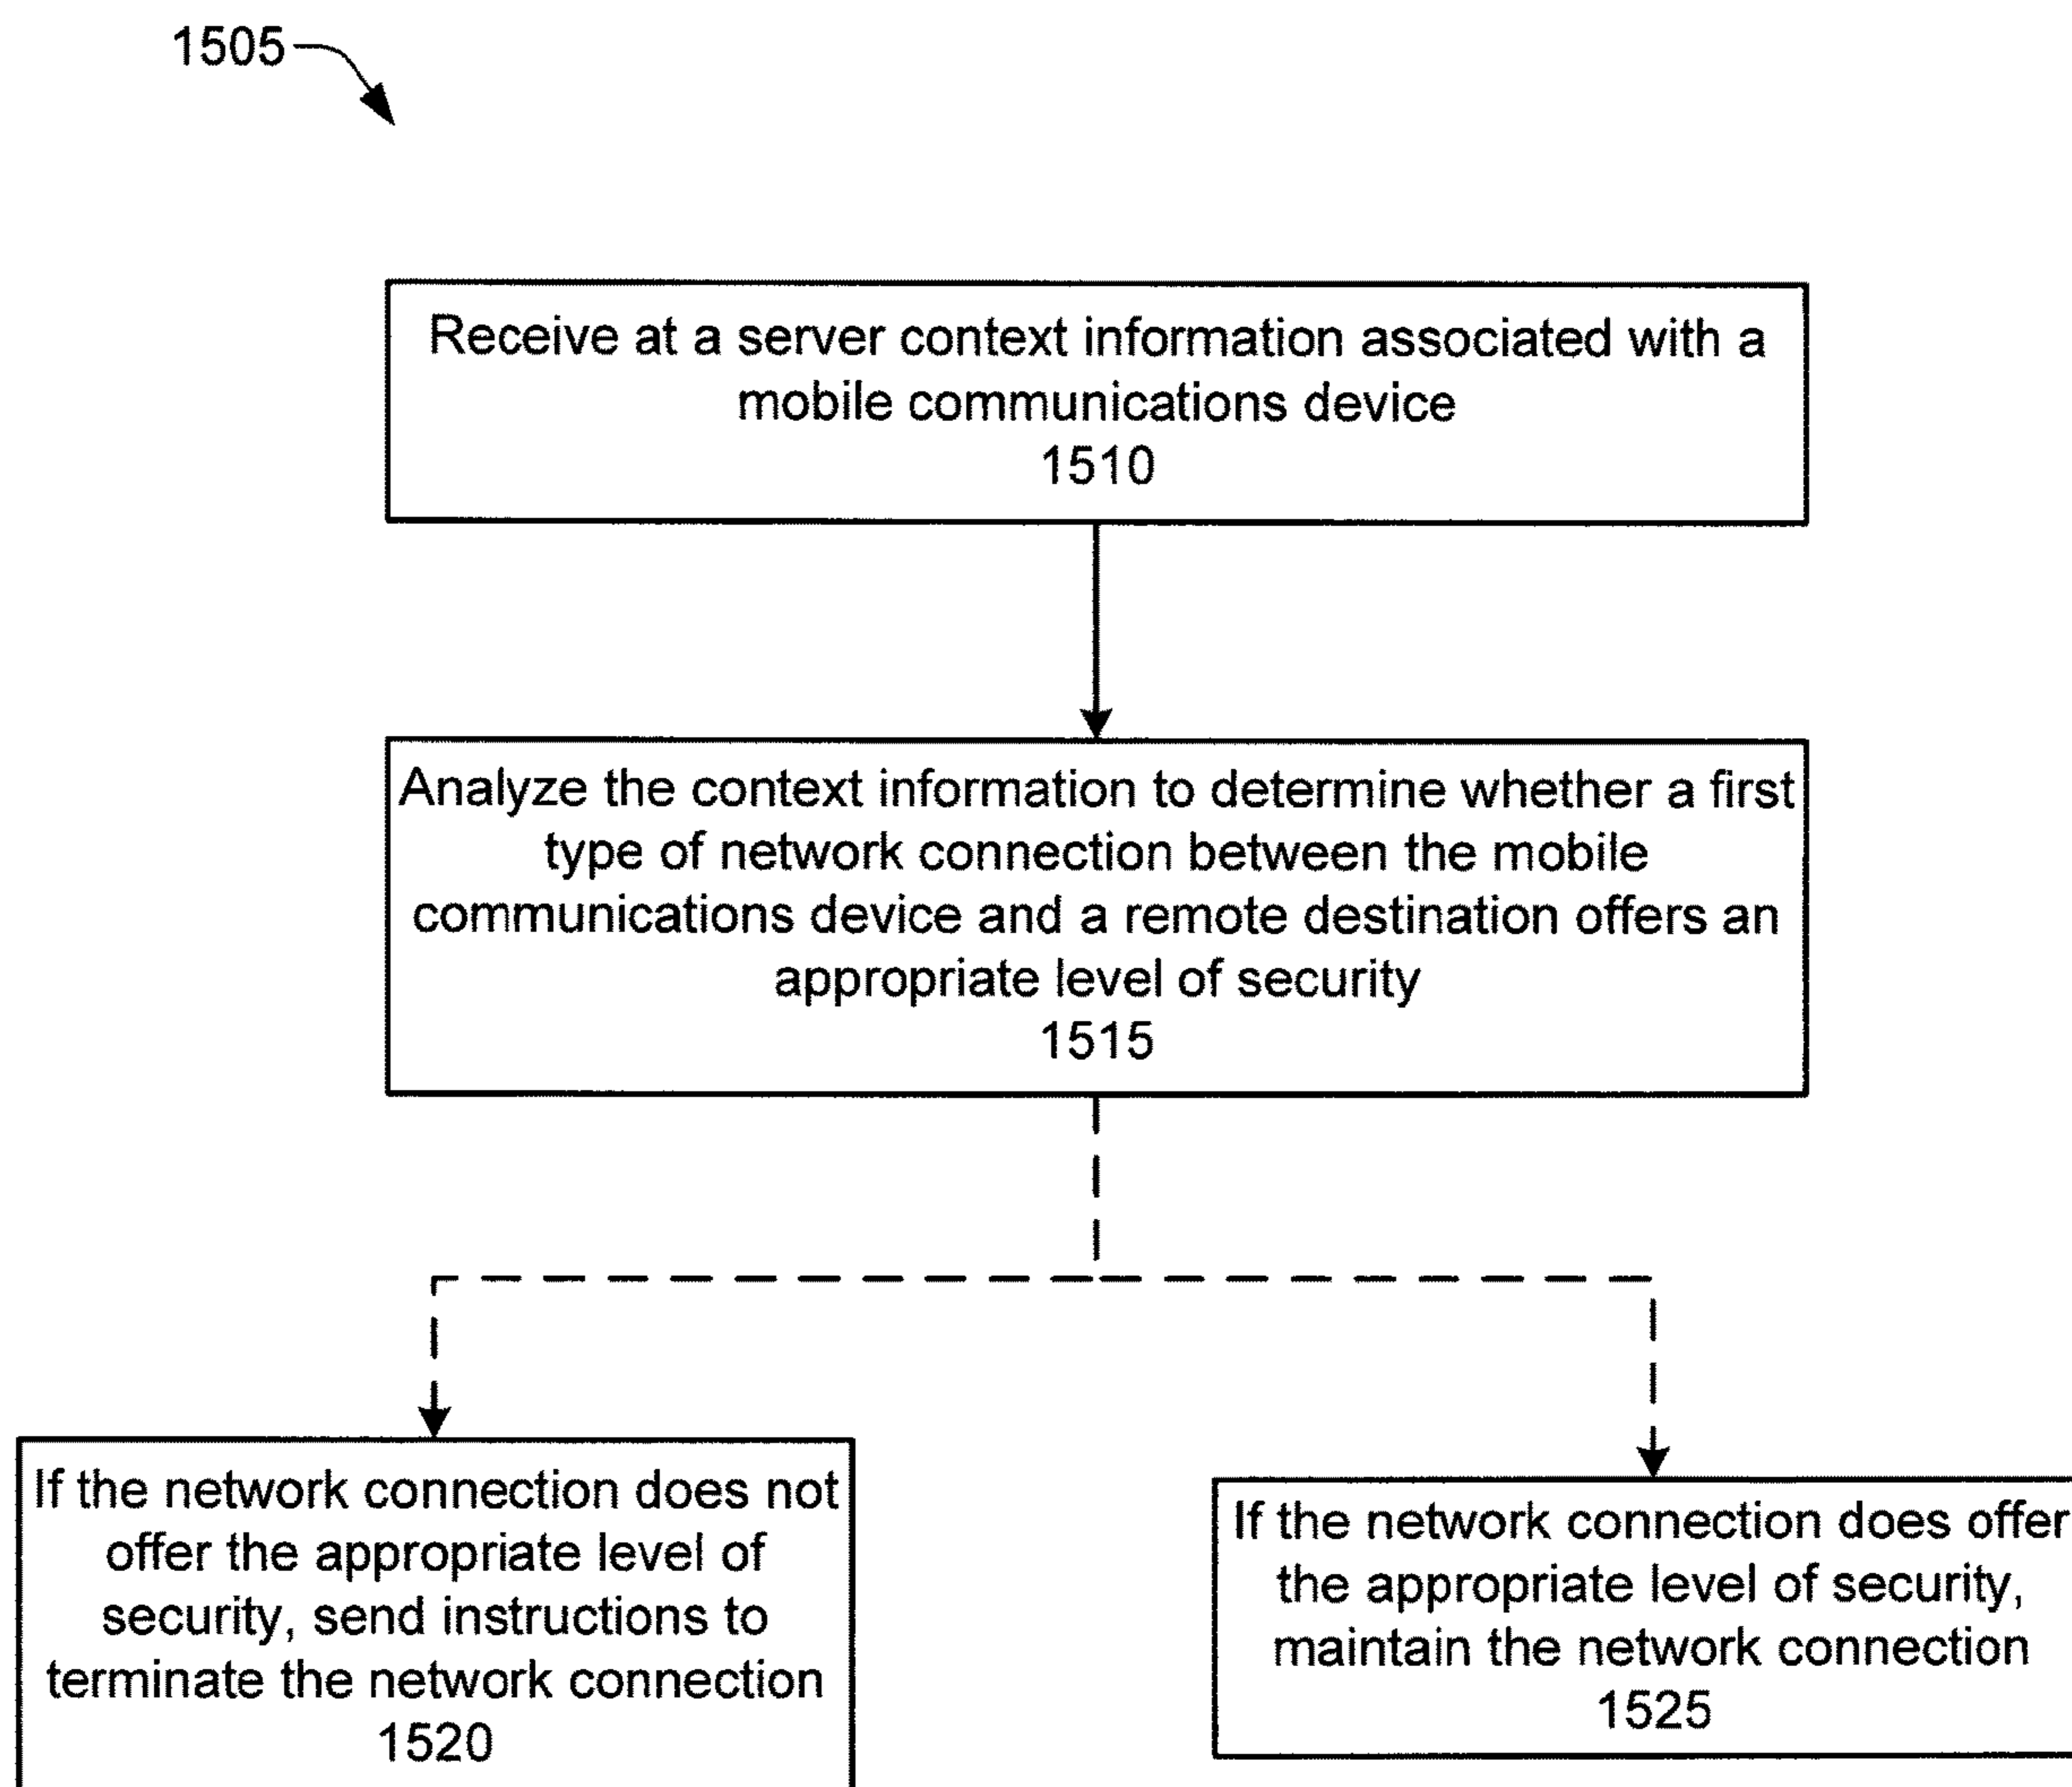 1505
Receive at a server context information associated with a
mobile communications device
1510
Analyze the context information to determine whether a first
type of network connection between the mobile
communications device and a remote destination offers an
appropriate level of security
1515
If the network connection does not
offer the appropriate level of
security, send instructions to
terminate the network connection
1520
If the network connection does offer
the appropriate level of security,
maintain the network connection
1525